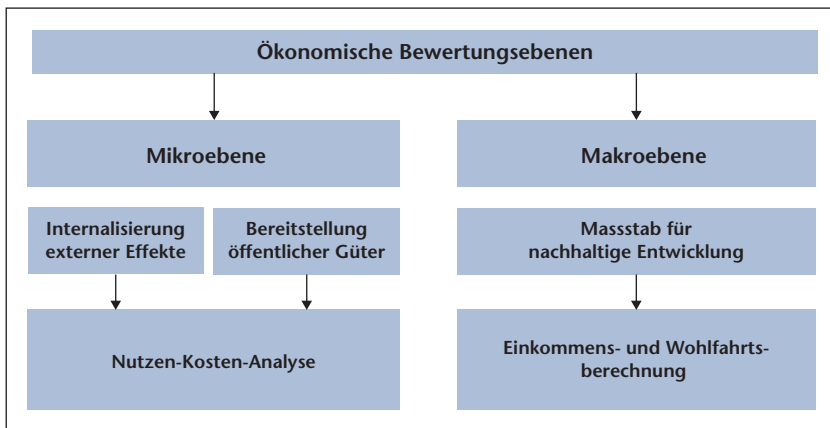 Ökonomische Bewertungsebenen
Mikroebene
Makroebene
Internalisierung
externer Effekte
Bereitstellung
öffentlicher Güter
Massstab für
nachhaltige Entwicklung
Nutzen-Kosten-Analyse
Einkommens- und Wohlfahrts-
berechnung